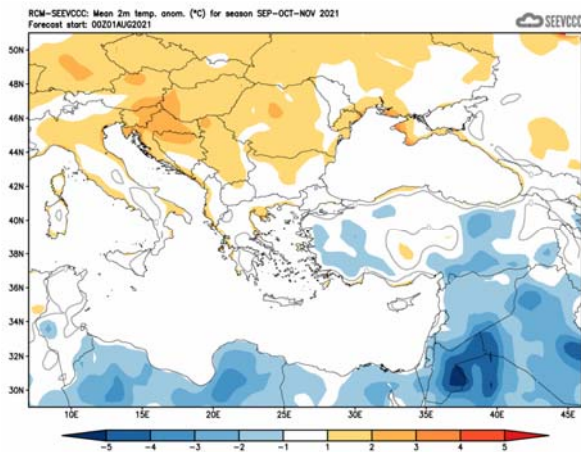 RCM-SEEVCCC: Mean 2m temp. anom. (°C) for season SEP-OCT-NOV 2021
Forecast start: 00Z01AUG2021
SEEVCCC
50N
48N
46N
44N
42N
40N
38N
36N
34N
32N
30N
10E 15E 20E 25E 30E 35E 40E 45E
-5 -4 -3 -2 -1 1 2 3 4 5